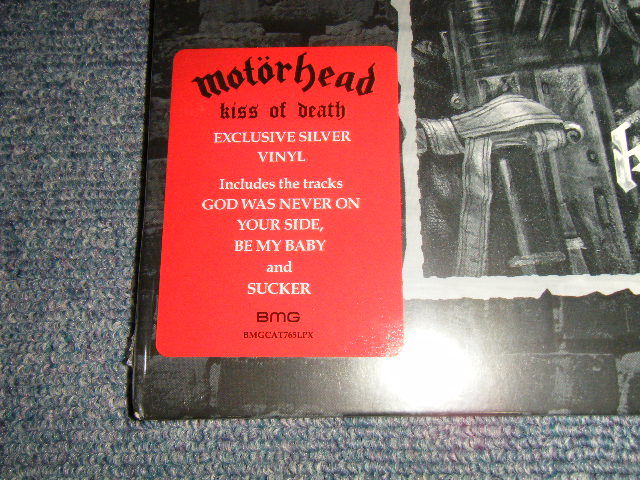 motörhead
kiss of death
EXCLUSIVE SILVER
VINYL
Includes the tracks
GOD WAS NEVER ON
YOUR SIDE,
BE MY BABY
and
SUCKER
BMG
BMGCAT765LPX